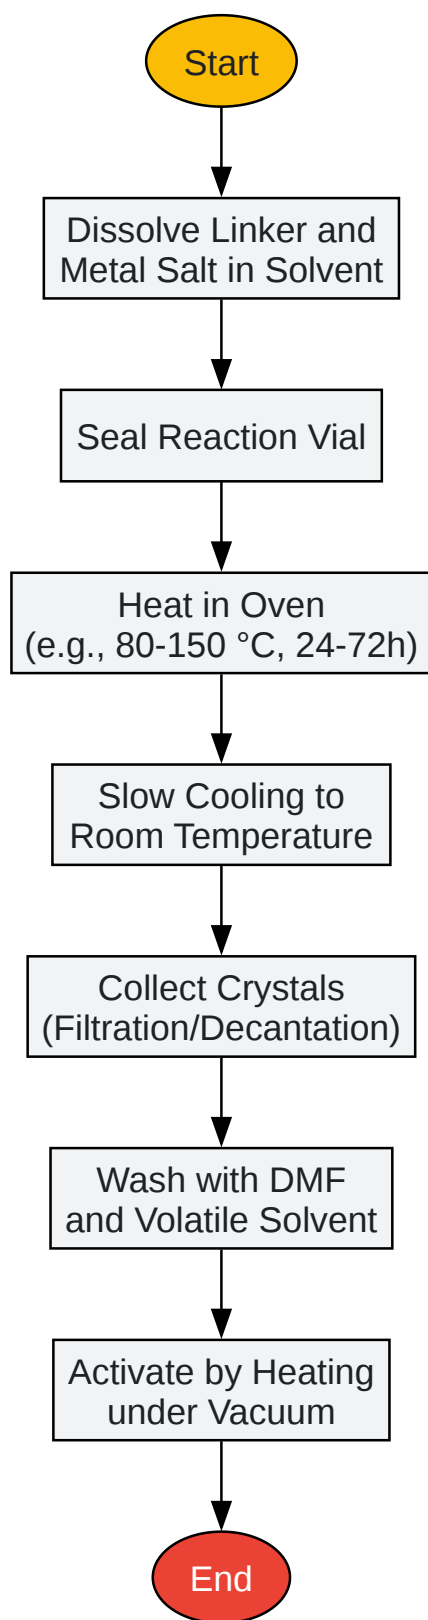 Start
Dissolve Linker and
Metal Salt in Solvent
Seal Reaction Vial
Heat in Oven
(e.g., 80-150 °C, 24-72h)
Slow Cooling to
Room Temperature
Collect Crystals
(Filtration/Decantation)
Wash with DMF
and Volatile Solvent
Activate by Heating
under Vacuum
End